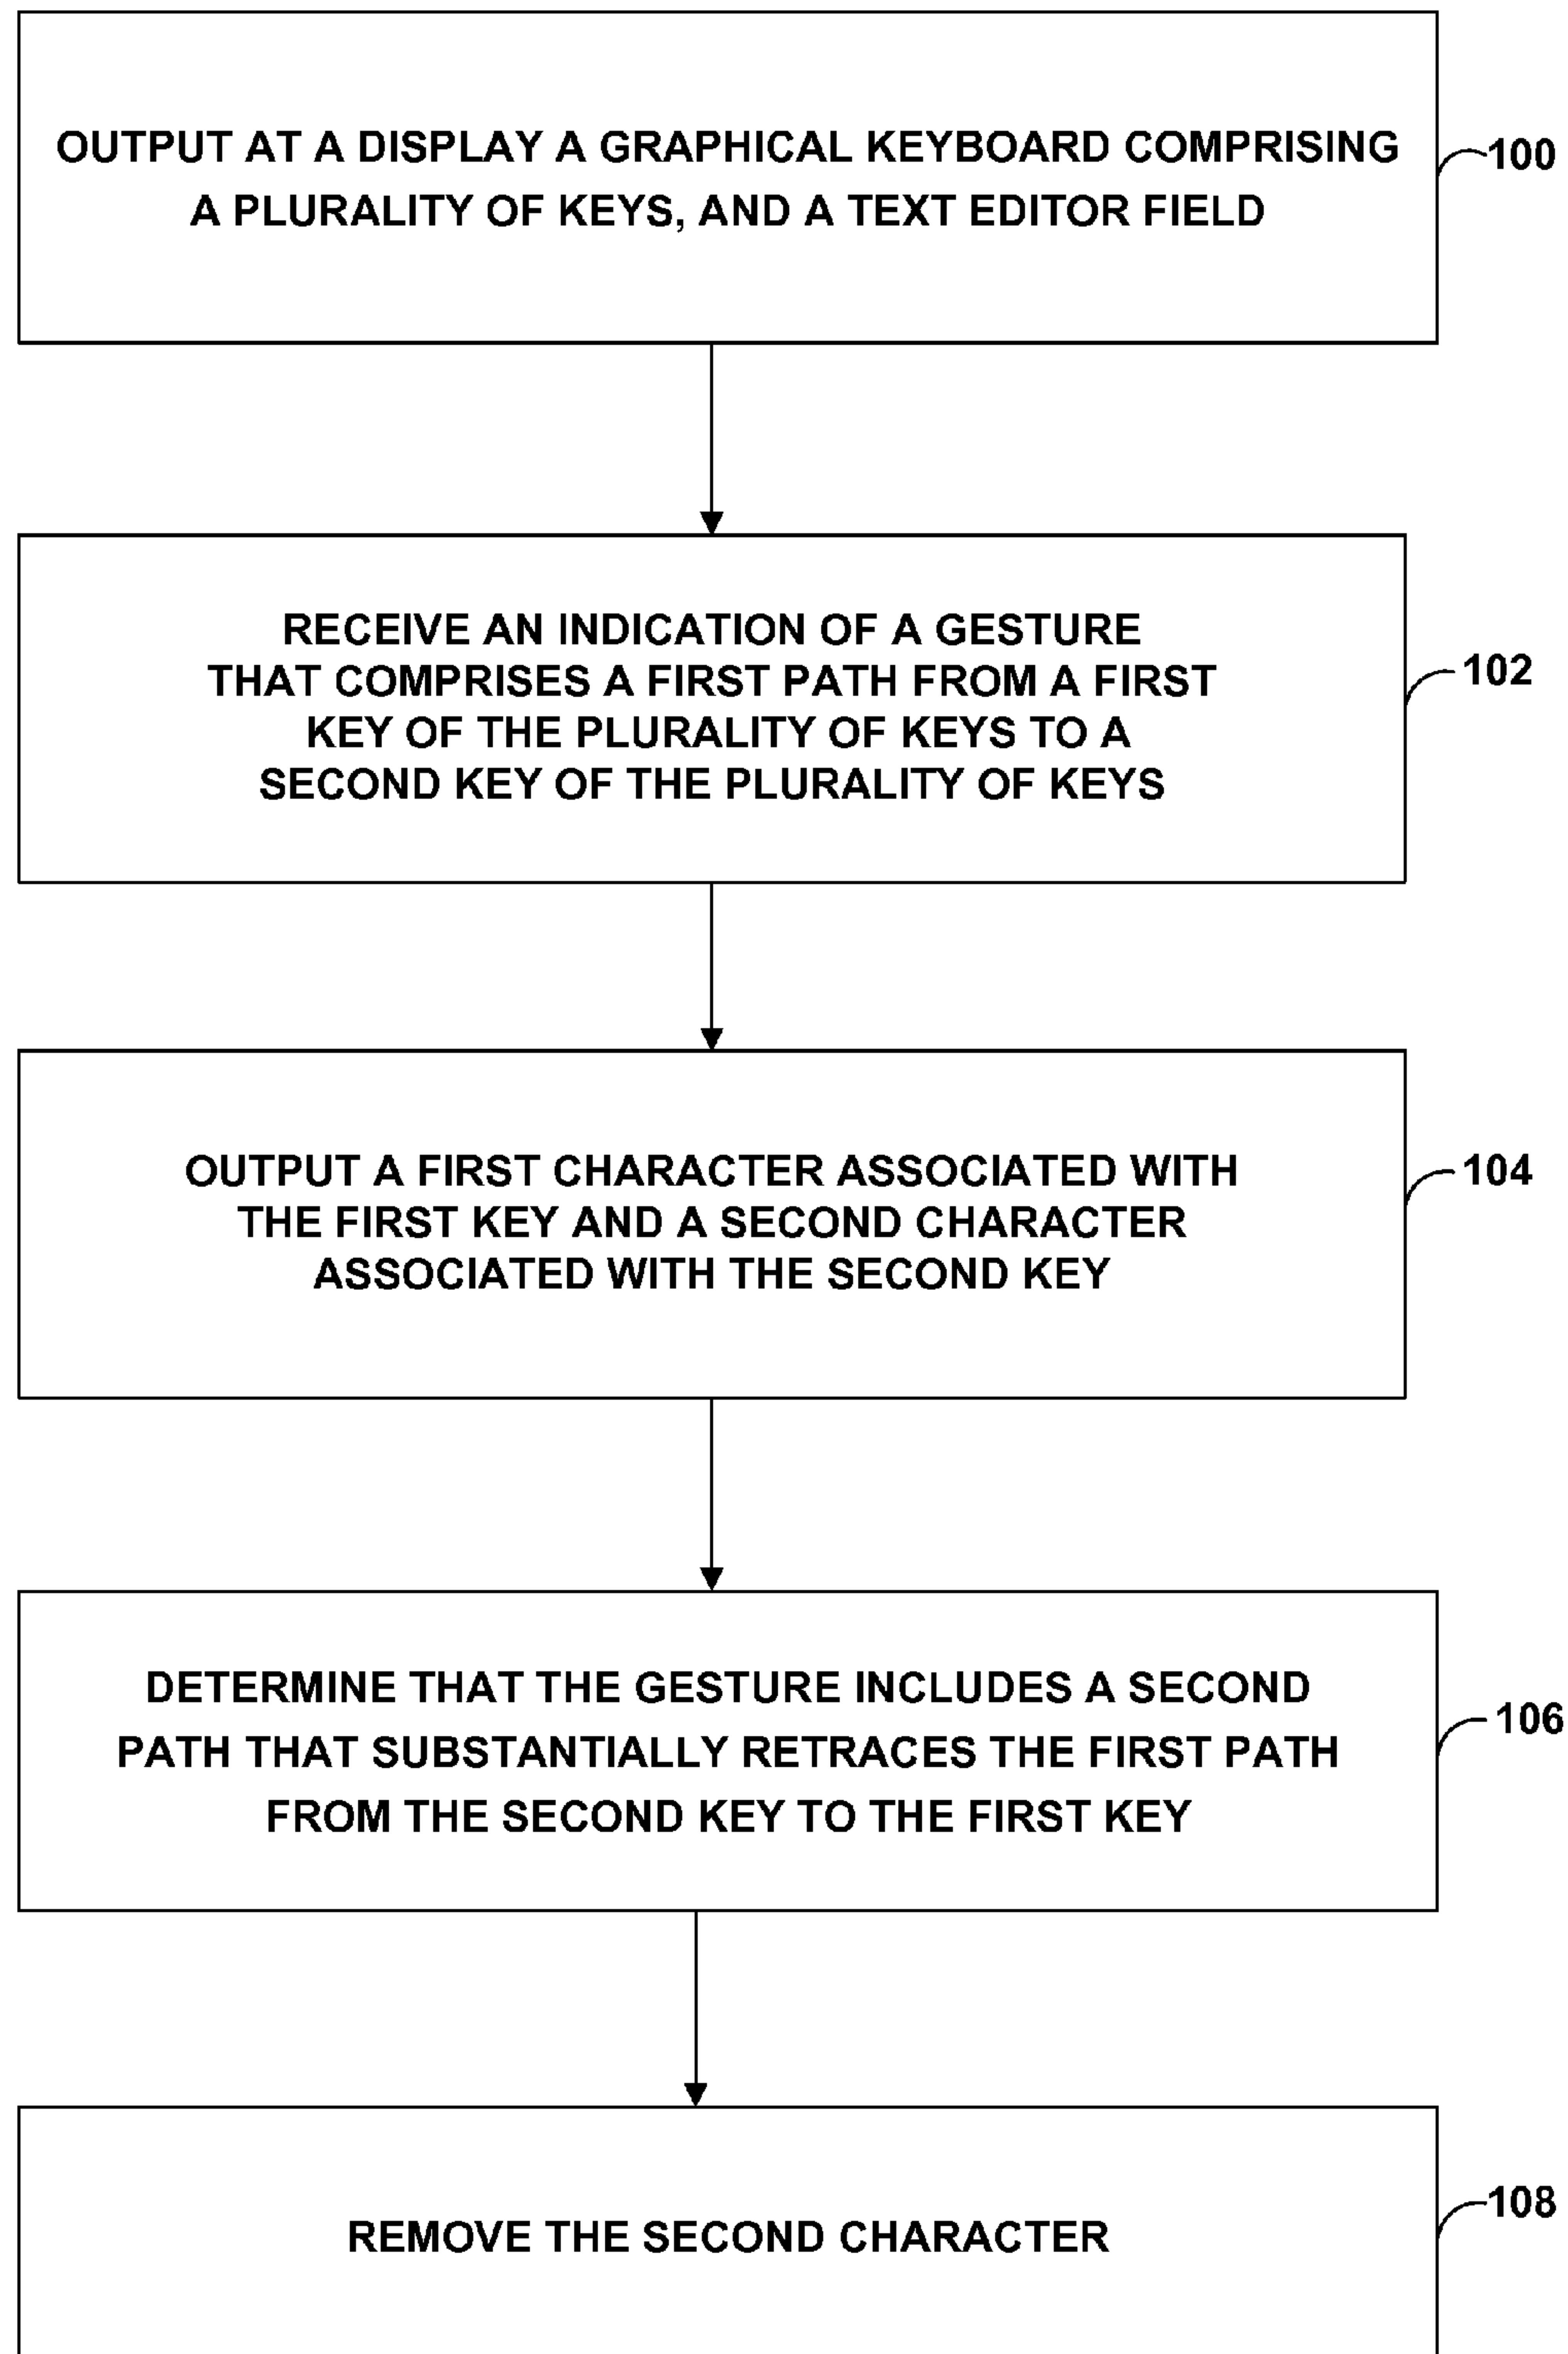 OUTPUT AT A DISPLAY A GRAPHICAL KEYBOARD COMPRISING
A PLURALITY OF KEYS, AND A TEXT EDITOR FIELD
100
RECEIVE AN INDICATION OF A GESTURE
THAT COMPRISES A FIRST PATH FROM A FIRST
KEY OF THE PLURALITY OF KEYS TO A
SECOND KEY OF THE PLURALITY OF KEYS
102
OUTPUT A FIRST CHARACTER ASSOCIATED WITH
THE FIRST KEY AND A SECOND CHARACTER
ASSOCIATED WITH THE SECOND KEY
104
DETERMINE THAT THE GESTURE INCLUDES A SECOND
PATH THAT SUBSTANTIALLY RETRACES THE FIRST PATH
FROM THE SECOND KEY TO THE FIRST KEY
106
REMOVE THE SECOND CHARACTER
108